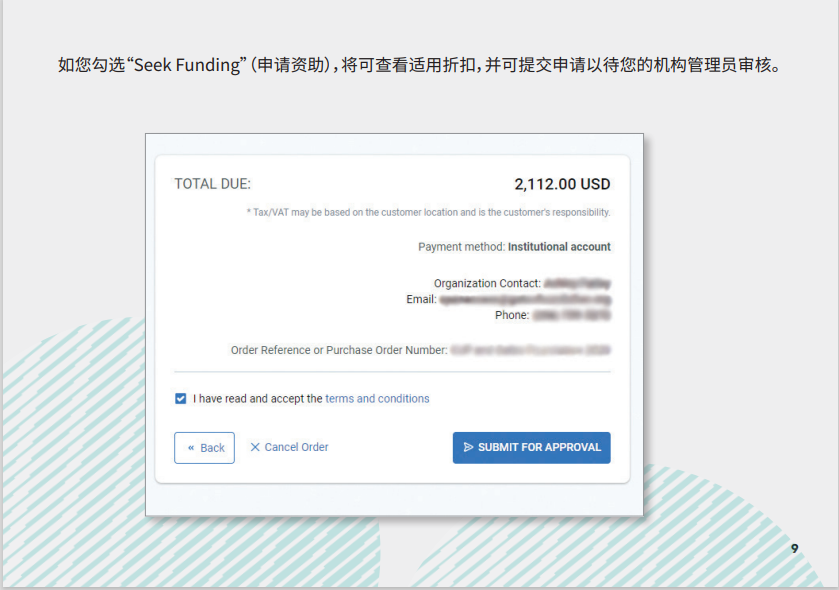 如您勾选“Seek Funding”（申请资助），将可查看适用折扣，并可提交申请以待您的机构管理员审核。
TOTAL DUE: 2,112.00 USD
* Tax/VAT may be based on the customer location and is the customer's responsibility.
Payment method: Institutional account
Organization Contact:
Email:
Phone:
Order Reference or Purchase Order Number:
I have read and accept the terms and conditions
« Back Cancel Order SUBMIT FOR APPROVAL
9